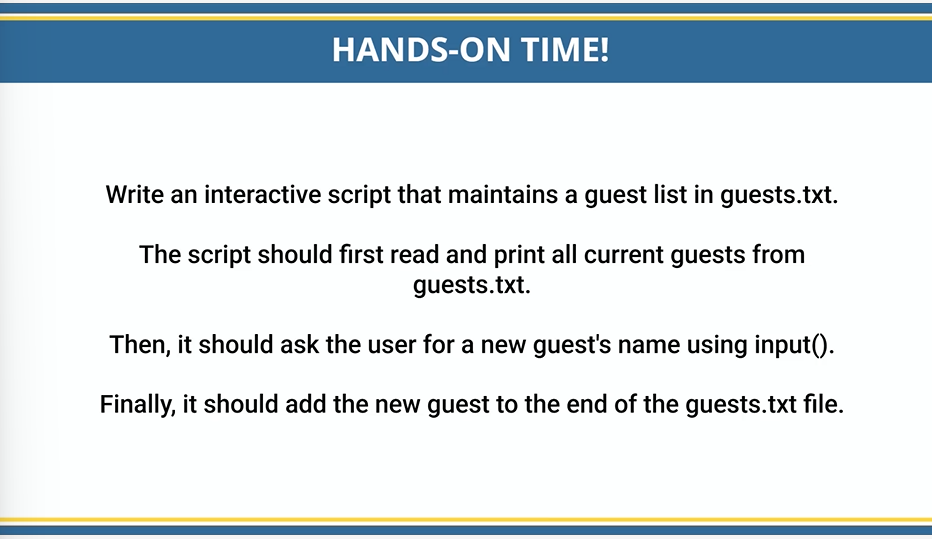 HANDS-ON TIME!
Write an interactive script that maintains a guest list in guests.txt.
The script should first read and print all current guests from
guests.txt.
Then, it should ask the user for a new guest's name using input().
Finally, it should add the new guest to the end of the guests.txt file.